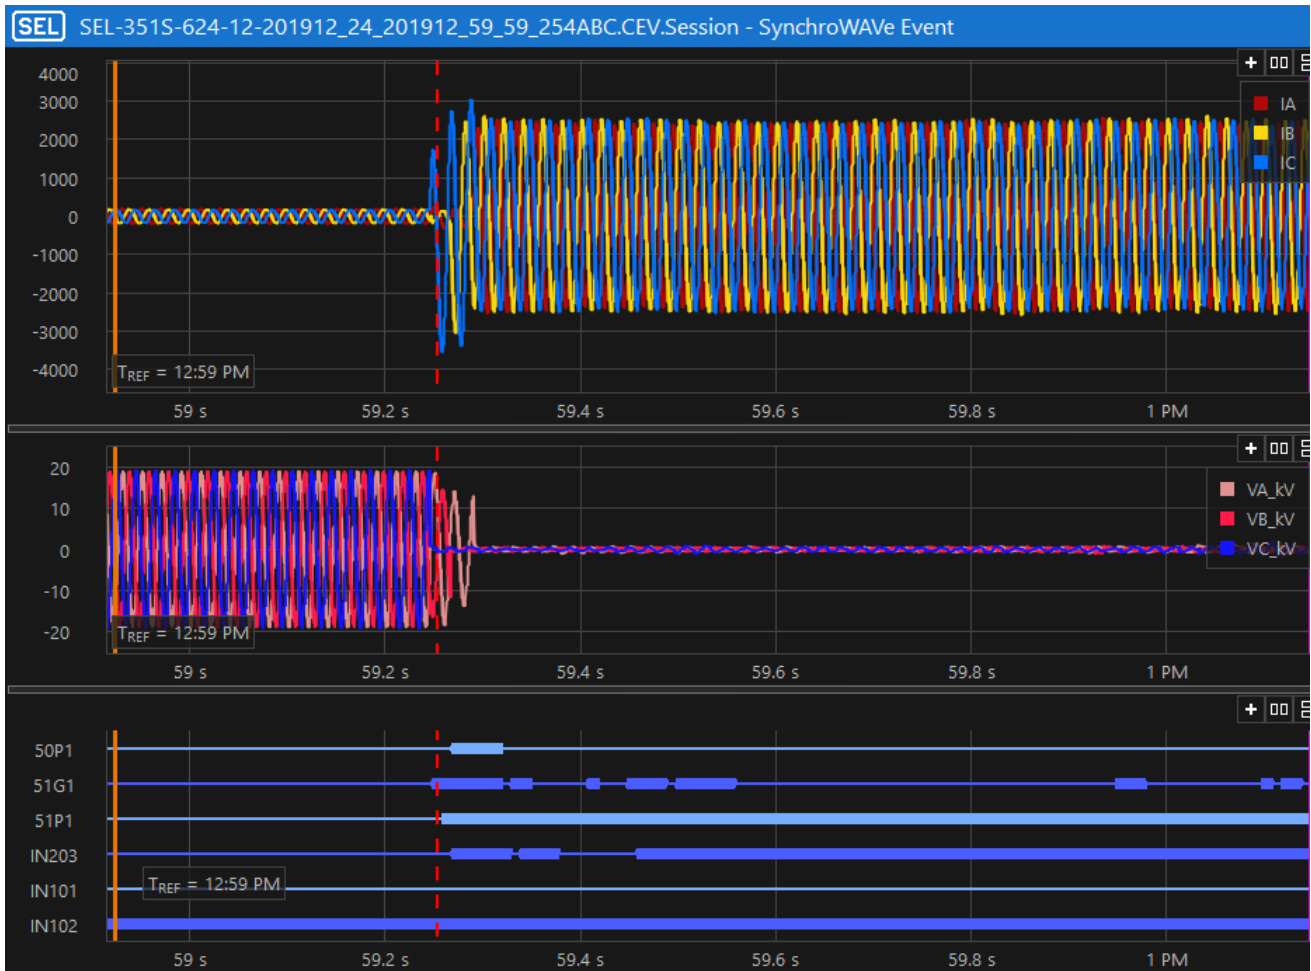 SEL SEL-351S-624-12-201912_24_201912_59_59_254ABC.CEV.Session - SynchroWAVe Event
4000
3000
2000
1000
0
-1000
-2000
-3000
-4000
IA
IB
IC
TREF = 12:59 PM
59 s 59.2 s 59.4 s 59.6 s 59.8 s 1 PM
20
10
0
-10
-20
VA_kV
VB_kV
VC_kV
TREF = 12:59 PM
59 s 59.2 s 59.4 s 59.6 s 59.8 s 1 PM
50P1
51G1
51P1
IN203
IN101
IN102
TREF = 12:59 PM
59 s 59.2 s 59.4 s 59.6 s 59.8 s 1 PM